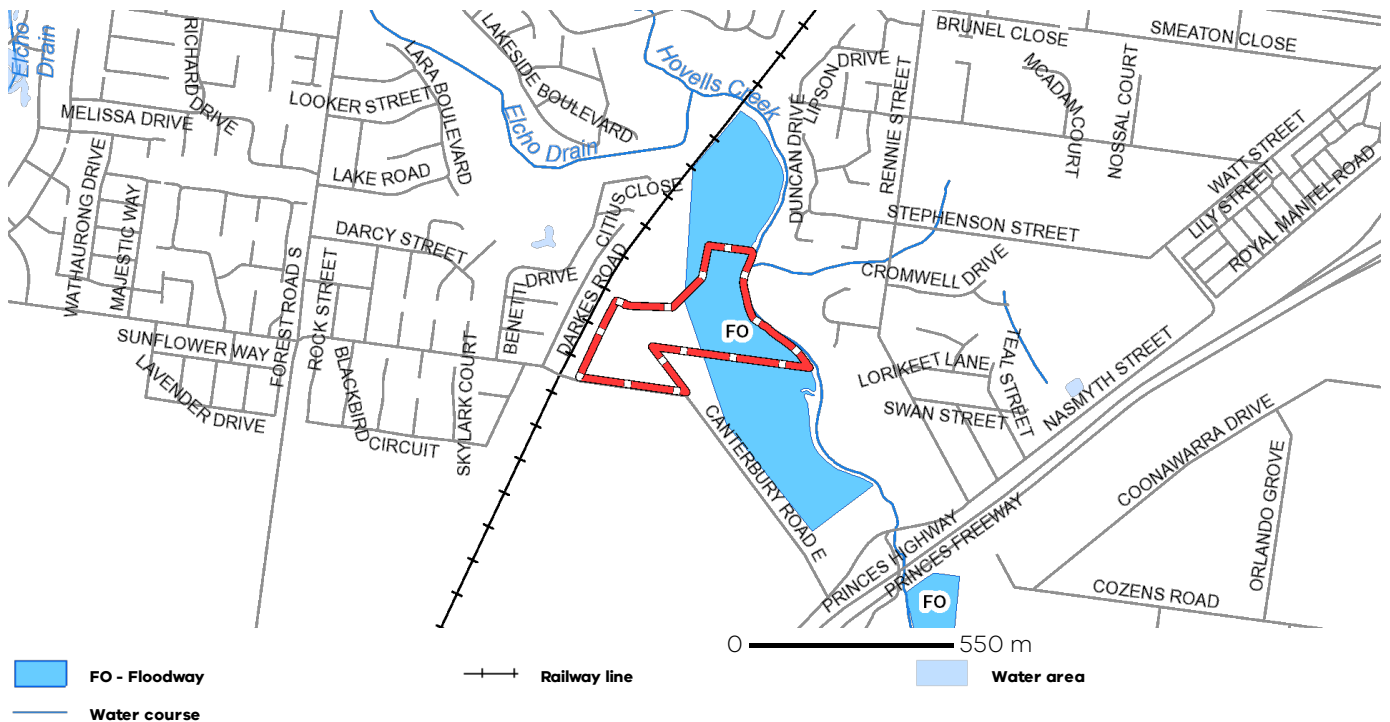 Elcho
Drain
RICHARD DRIVE
MELISSA DRIVE
LOOKER STREET
LARA BOULEVARD
LAKESIDE BOULEVARD
Elcho Drain
Hovells Creek
LIPSON
DRIVE
DUNCAN DRIVE
RENNIE STREET
BRUNEL CLOSE
SMEATON CLOSE
MCADAM COURT
NOSSAL COURT
WATT STREET
LILY STREET
ROYAL MANTEL ROAD
WATHAURONG DRIVE
MAJESTIC WAY
LAKE ROAD
DARCY STREET
CITIUS CLOSE
STEPHENSON STREET
CROMWELL DRIVE
FOREST ROAD S
ROCK STREET
BENETTI
DRIVE
DARKES ROAD
SUNFLOWER WAY
LAVENDER DRIVE
BLACKBIRD
CIRCUIT
SKYLARK COURT
FO
LORIKEET LANE
TEAL STREET
SWAN STREET
NASMYTH STREET
CANTERBURY ROAD E
PRINCES HIGHWAY
PRINCES FREEWAY
COONAWARRA DRIVE
ORLANDO GROVE
COZENS ROAD
FO
0 550 m
FO - Floodway
Railway line
Water area
Water course